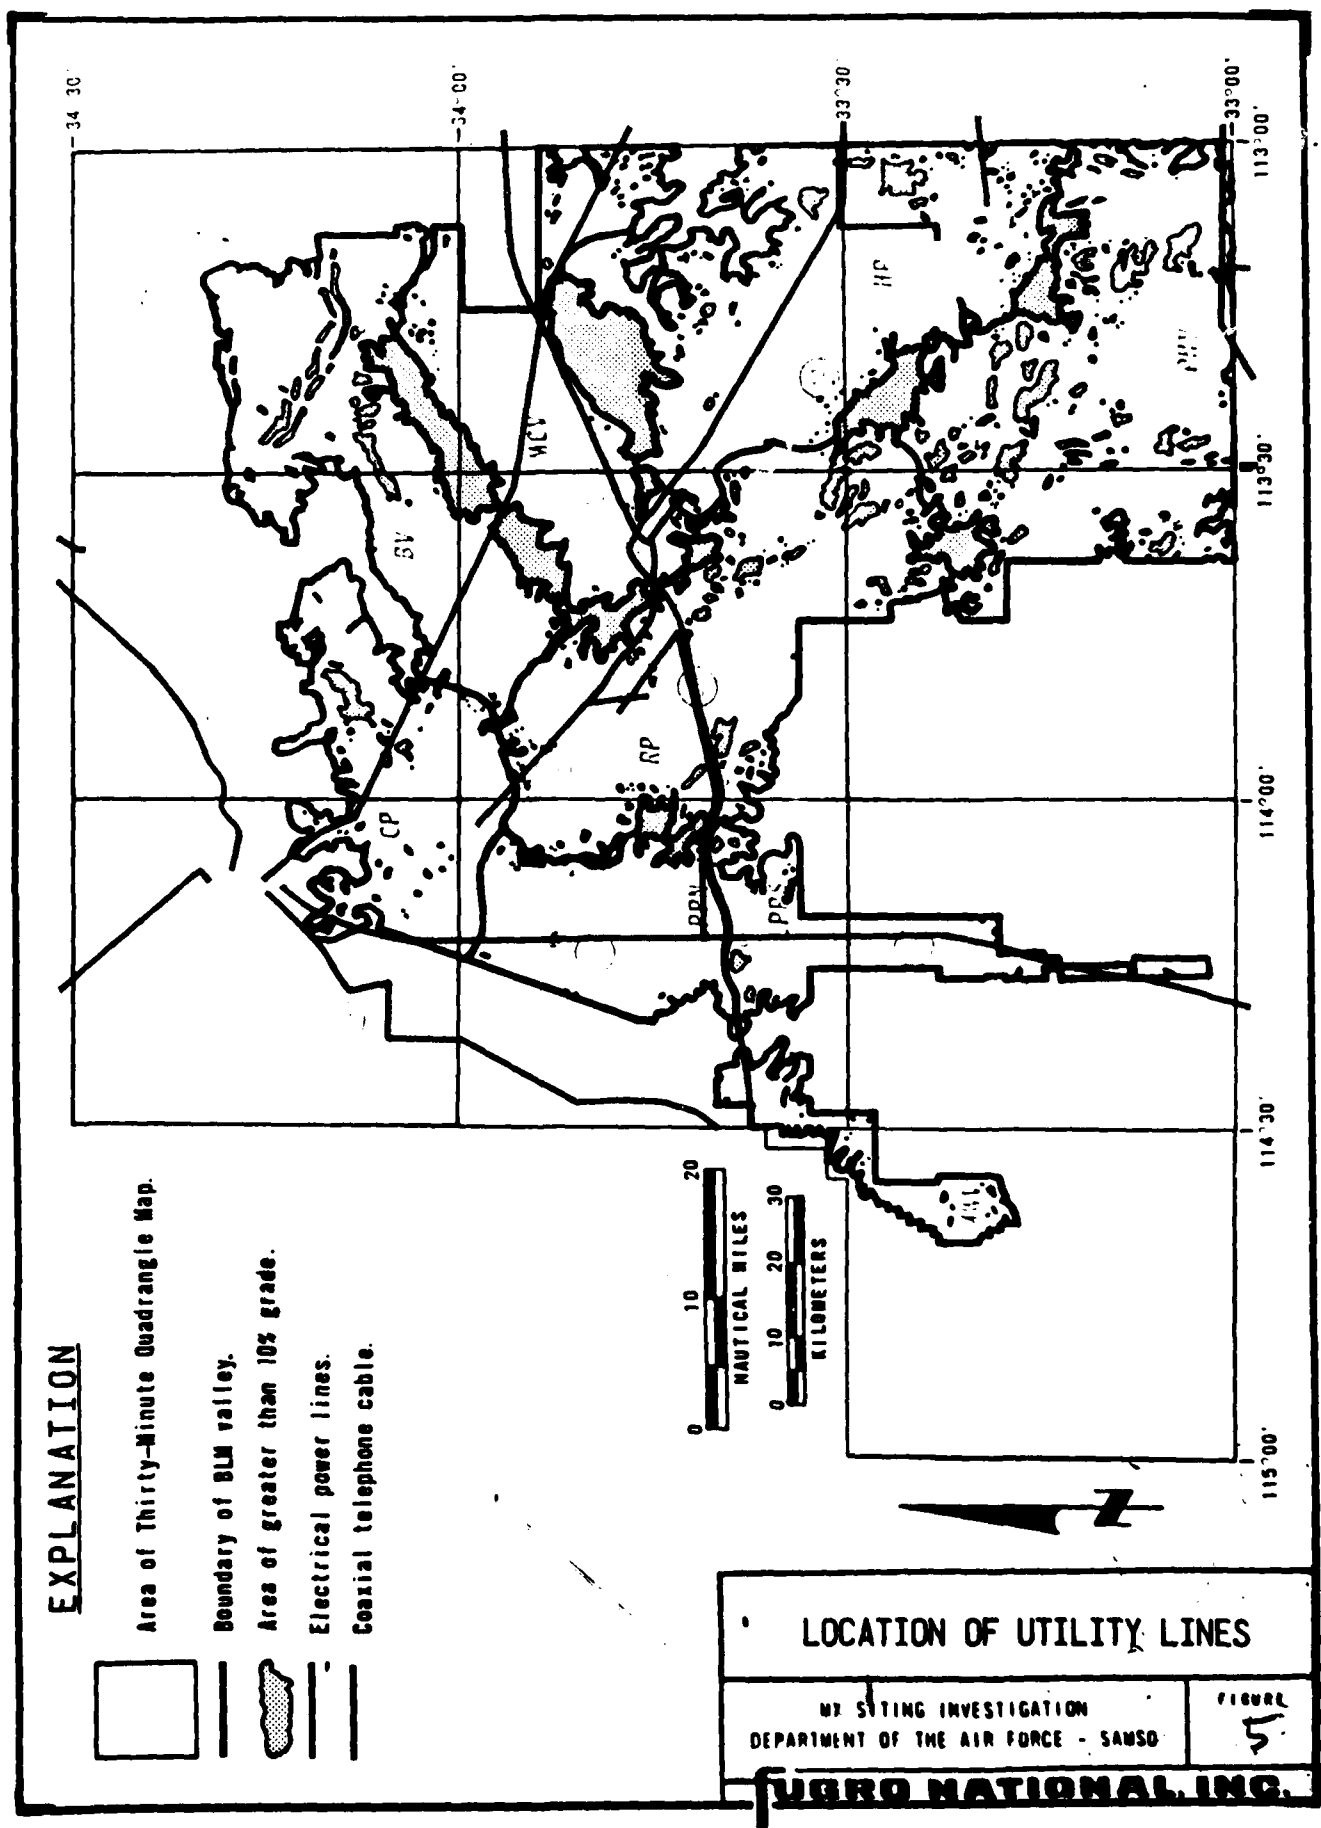 EXPLANATION
Area of Thirty-Minute Quadrangle Map.
Boundary of BLM valley.
Area of greater than 10% grade.
Electrical power lines.
Coaxial telephone cable.
34 30'
34°00'
33°30'
33°00'
113°00'
113°30'
114°00'
114°30'
115°00'
BV
MCV
CP
RP
HP
PPN
0 10 20
NAUTICAL MILES
0 10 20 30
KILOMETERS
N
LOCATION OF UTILITY LINES
MX SITING INVESTIGATION
DEPARTMENT OF THE AIR FORCE - SAMSO
FIGURE
5
FUGRO NATIONAL, INC.